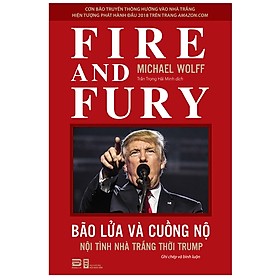 CƠN BÃO TRUYỀN THÔNG HƯỚNG VÀO NHÀ TRẮNG
HIỆN TƯỢNG PHÁT HÀNH ĐẦU 2018 TRÊN TRANG AMAZON.COM
FIRE
AND
MICHAEL WOLFF
Trần Trọng Hải Minh dịch
FURY
BÃO LỬA VÀ CUỒNG NỘ
NỘI TÌNH NHÀ TRẮNG THỜI TRUMP
Ghi chép và bình luận